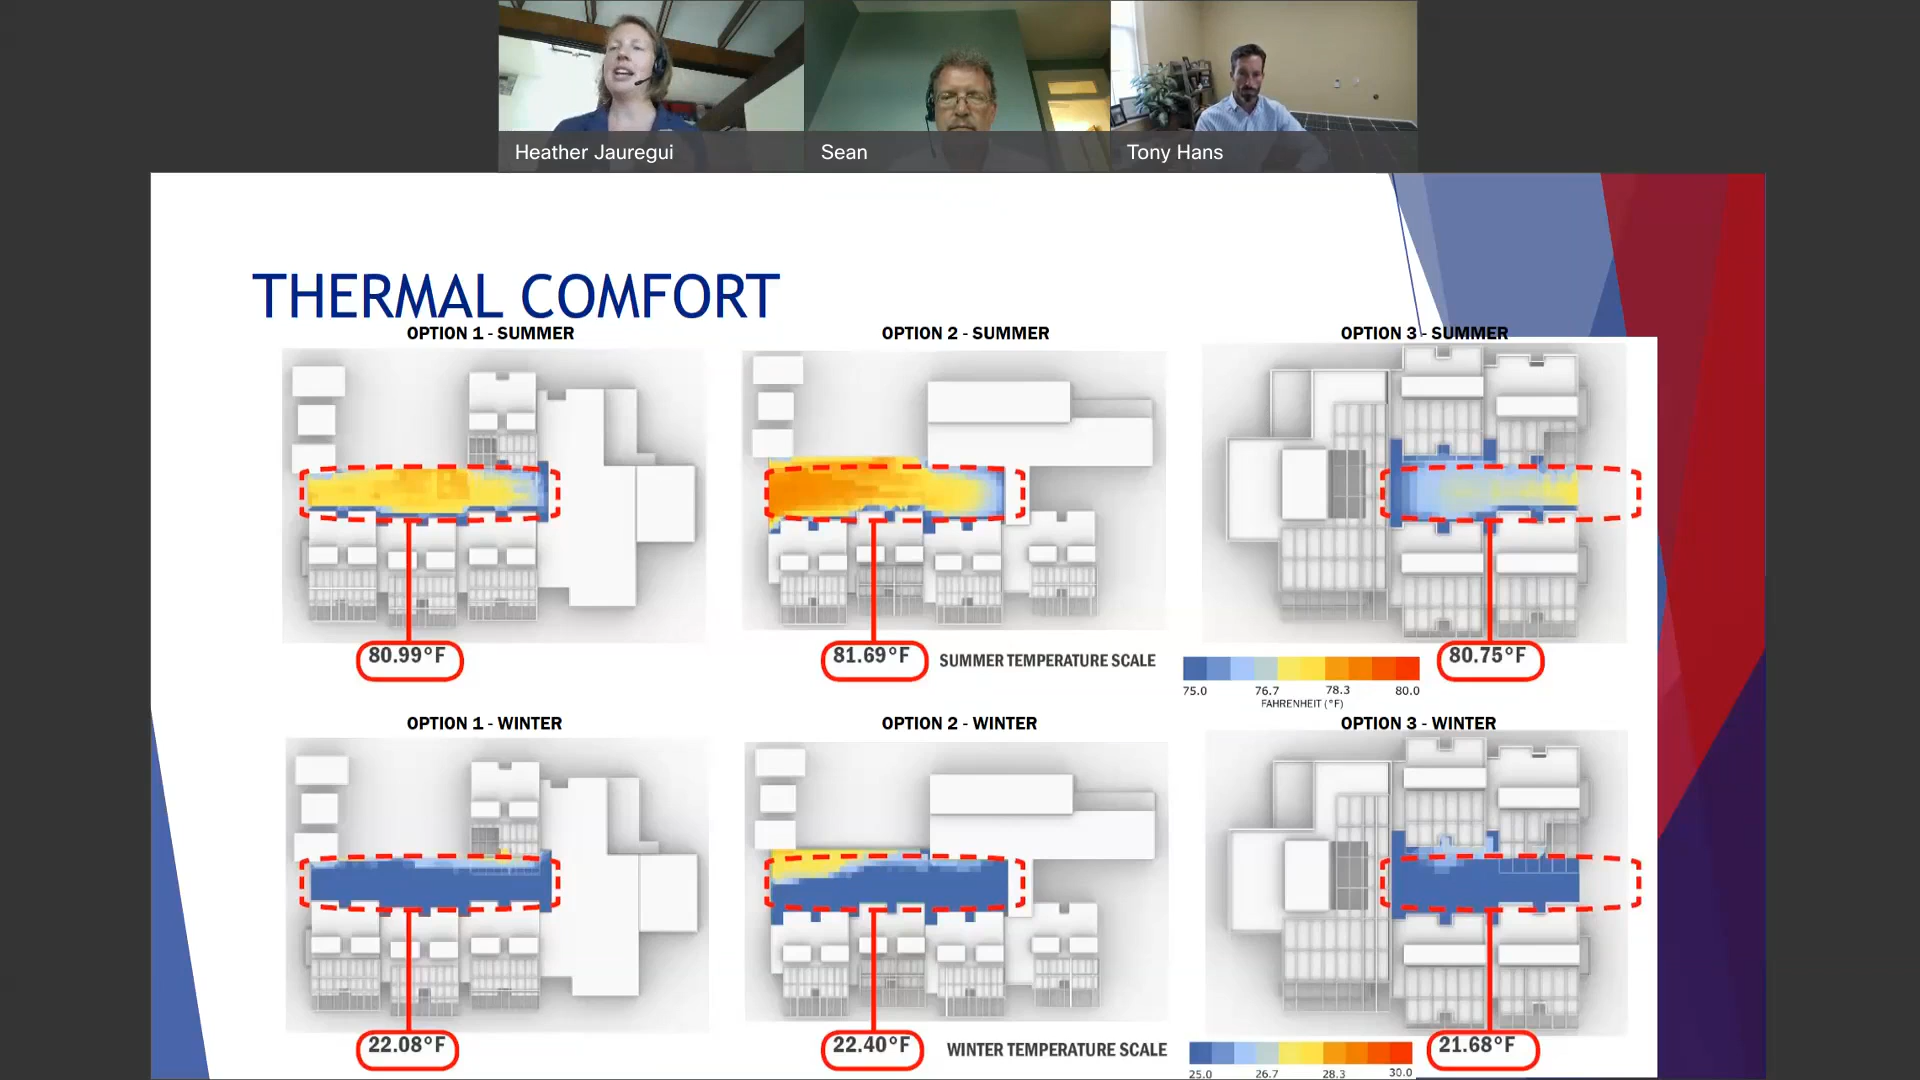 Heather Jauregui
Sean
Tony Hans
THERMAL COMFORT
OPTION 1 - SUMMER
OPTION 2 - SUMMER
OPTION 3 - SUMMER
80.99°F
81.69°F
SUMMER TEMPERATURE SCALE
75.0 76.7 78.3 80.0
FAHRENHEIT (°F)
80.75°F
OPTION 1 - WINTER
OPTION 2 - WINTER
OPTION 3 - WINTER
22.08°F
22.40°F
WINTER TEMPERATURE SCALE
25.0 26.7 28.3 30.0
21.68°F